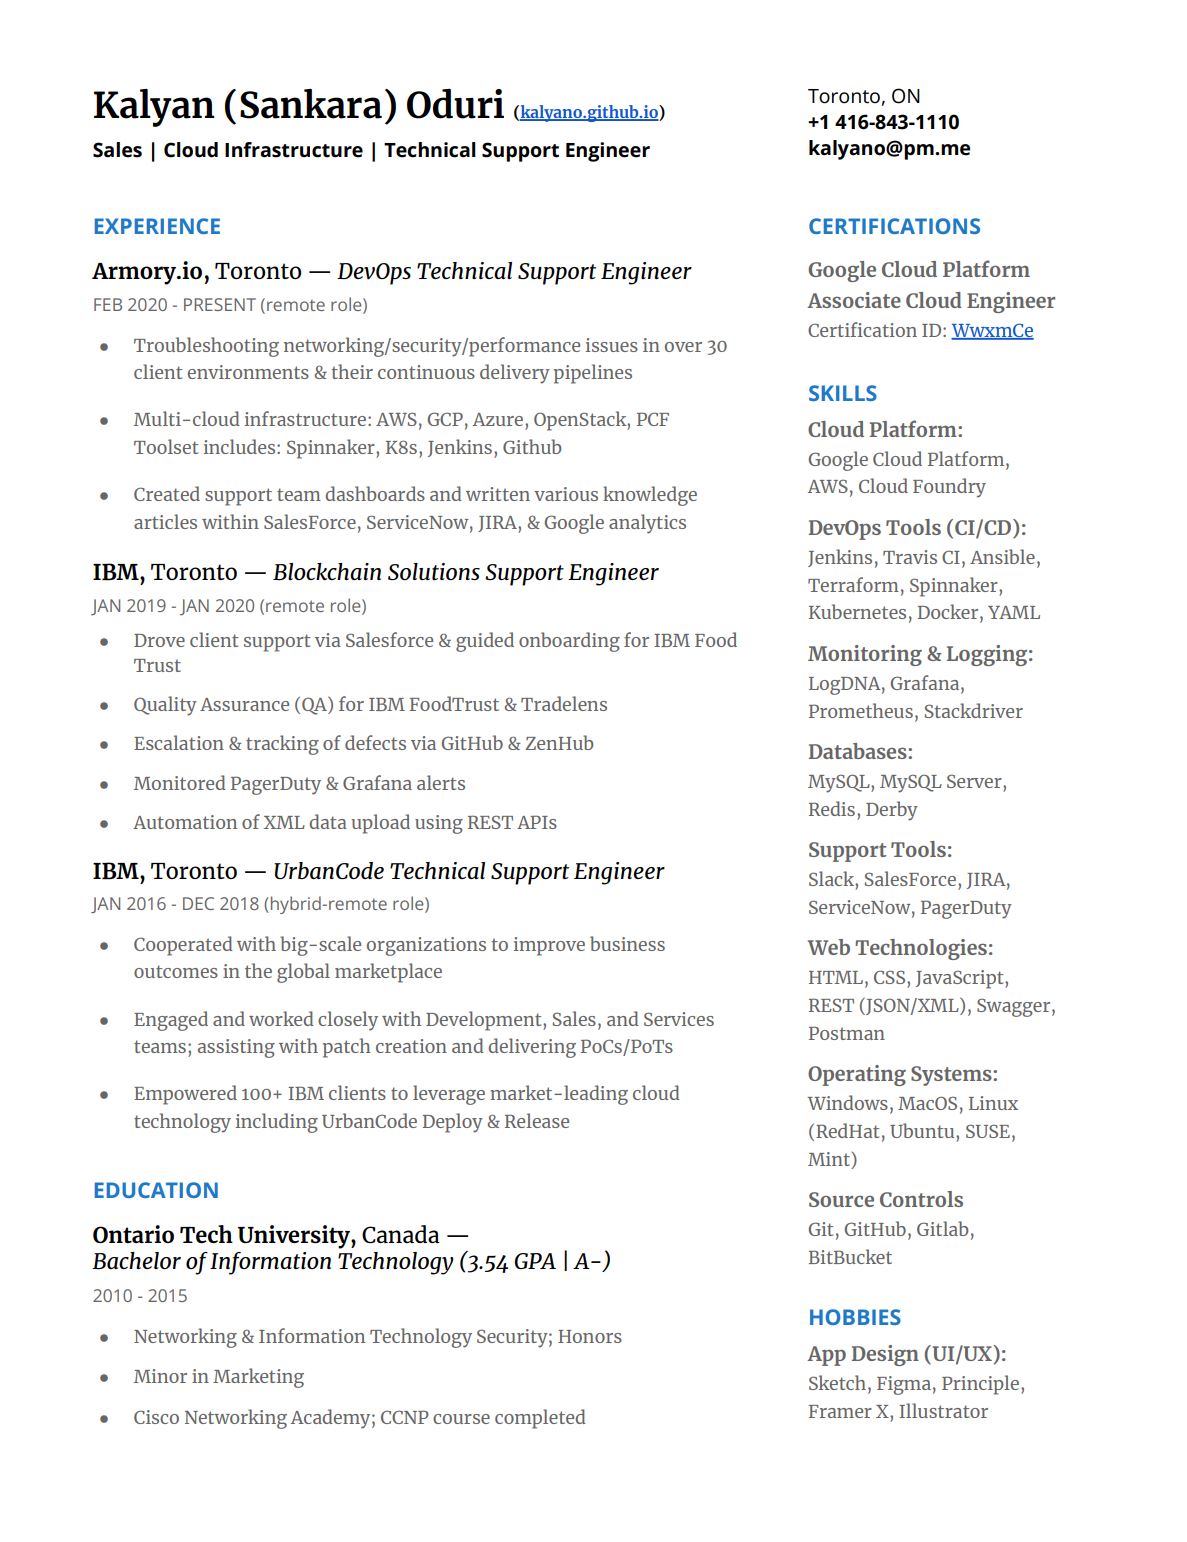 Kalyan (Sankara) Oduri (kalyano.github.io)
Sales | Cloud Infrastructure | Technical Support Engineer
Toronto, ON
+1 416-843-1110
kalyano@pm.me
EXPERIENCE
Armory.io, Toronto — DevOps Technical Support Engineer
FEB 2020 - PRESENT (remote role)
● Troubleshooting networking/security/performance issues in over 30
client environments & their continuous delivery pipelines
● Multi-cloud infrastructure: AWS, GCP, Azure, OpenStack, PCF
Toolset includes: Spinnaker, K8s, Jenkins, Github
● Created support team dashboards and written various knowledge
articles within SalesForce, ServiceNow, JIRA, & Google analytics
IBM, Toronto — Blockchain Solutions Support Engineer
JAN 2019 - JAN 2020 (remote role)
● Drove client support via Salesforce & guided onboarding for IBM Food
Trust
● Quality Assurance (QA) for IBM FoodTrust & Tradelens
● Escalation & tracking of defects via GitHub & ZenHub
● Monitored PagerDuty & Grafana alerts
● Automation of XML data upload using REST APIs
IBM, Toronto — UrbanCode Technical Support Engineer
JAN 2016 - DEC 2018 (hybrid-remote role)
● Cooperated with big-scale organizations to improve business
outcomes in the global marketplace
● Engaged and worked closely with Development, Sales, and Services
teams; assisting with patch creation and delivering PoCs/PoTs
● Empowered 100+ IBM clients to leverage market-leading cloud
technology including UrbanCode Deploy & Release
EDUCATION
Ontario Tech University, Canada —
Bachelor of Information Technology (3.54 GPA | A-)
2010 - 2015
● Networking & Information Technology Security; Honors
● Minor in Marketing
● Cisco Networking Academy; CCNP course completed
CERTIFICATIONS
Google Cloud Platform
Associate Cloud Engineer
Certification ID: WwxmCe
SKILLS
Cloud Platform:
Google Cloud Platform,
AWS, Cloud Foundry
DevOps Tools (CI/CD):
Jenkins, Travis CI, Ansible,
Terraform, Spinnaker,
Kubernetes, Docker, YAML
Monitoring & Logging:
LogDNA, Grafana,
Prometheus, Stackdriver
Databases:
MySQL, MySQL Server,
Redis, Derby
Support Tools:
Slack, SalesForce, JIRA,
ServiceNow, PagerDuty
Web Technologies:
HTML, CSS, JavaScript,
REST (JSON/XML), Swagger,
Postman
Operating Systems:
Windows, MacOS, Linux
(RedHat, Ubuntu, SUSE,
Mint)
Source Controls
Git, GitHub, Gitlab,
BitBucket
HOBBIES
App Design (UI/UX):
Sketch, Figma, Principle,
Framer X, Illustrator